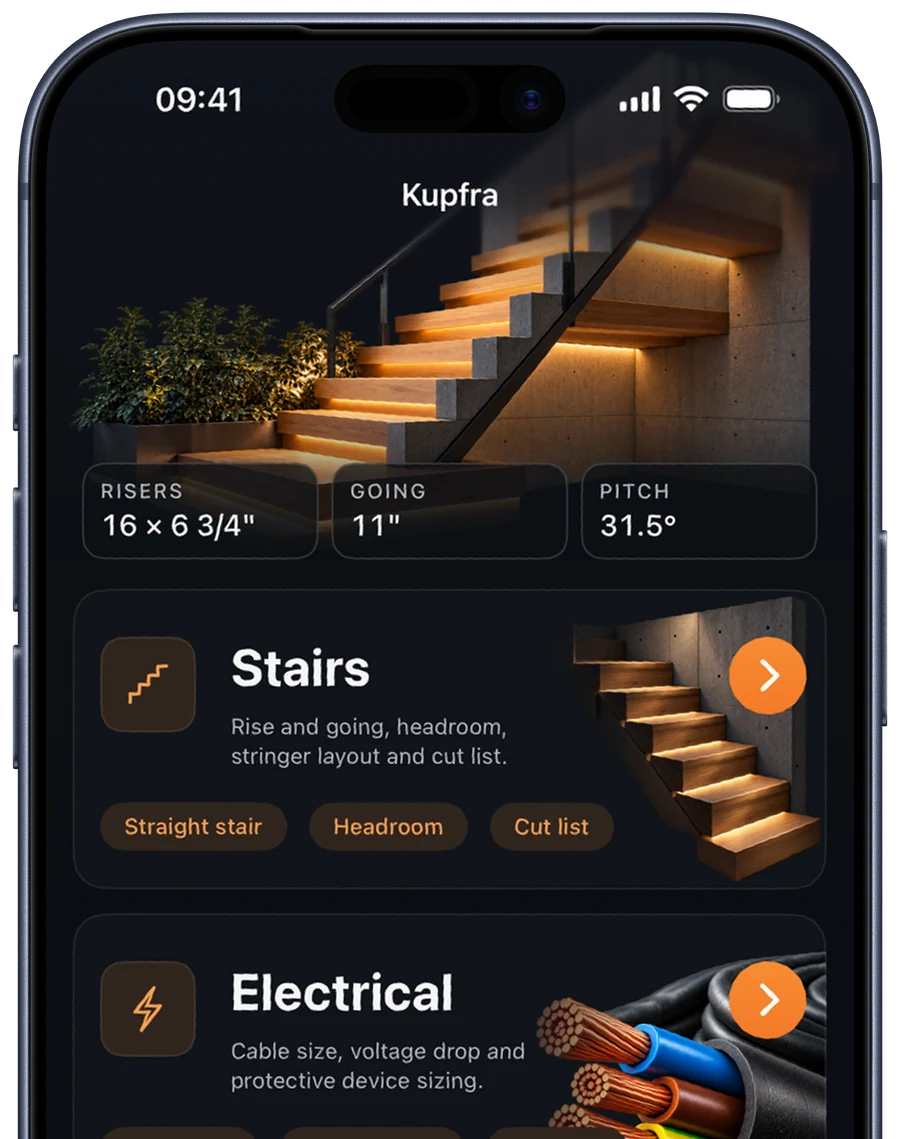 09:41
Kupfra
RISERS
16 × 6 3/4"
GOING
11"
PITCH
31.5°
Stairs
Rise and going, headroom,
stringer layout and cut list.
Straight stair
Headroom
Cut list
Electrical
Cable size, voltage drop and
protective device sizing.